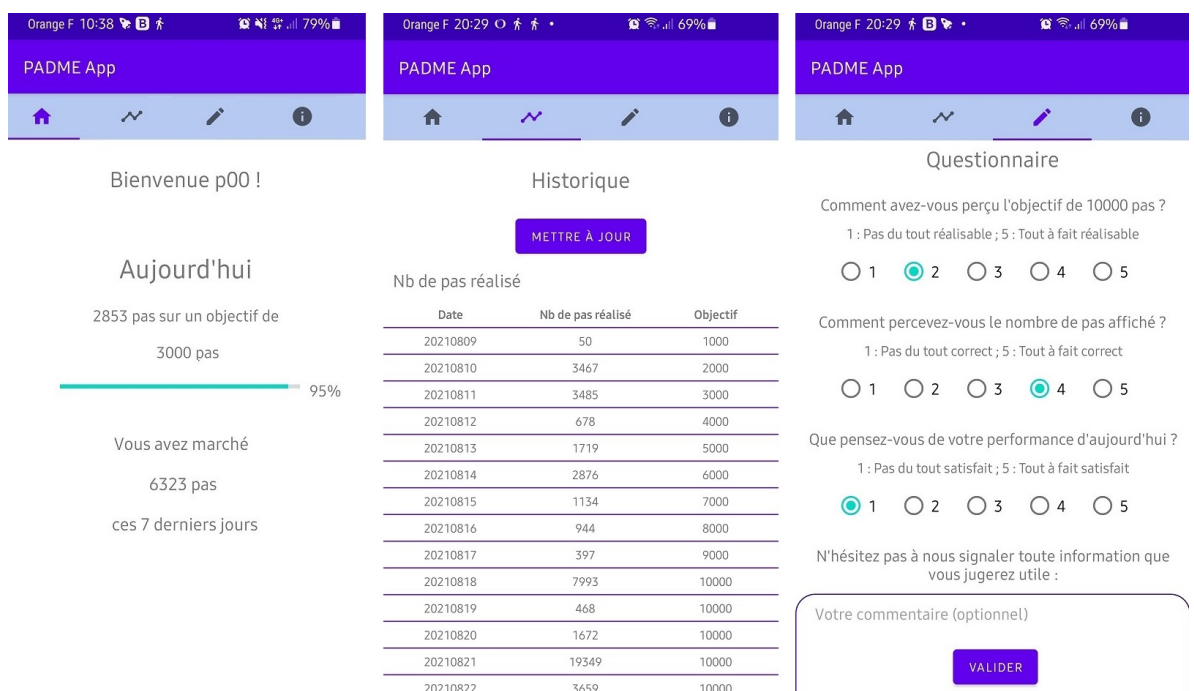 Orange F 10:38 B 4G+ 79%
PADME App
Bienvenue p00 !
Aujourd'hui
2853 pas sur un objectif de
3000 pas
95%
Vous avez marché
6323 pas
ces 7 derniers jours
Orange F 20:29 69%
PADME App
Historique
METTRE À JOUR
Nb de pas réalisé
Date Nb de pas réalisé Objectif
20210809 50 1000
20210810 3467 2000
20210811 3485 3000
20210812 678 4000
20210813 1719 5000
20210814 2876 6000
20210815 1134 7000
20210816 944 8000
20210817 397 9000
20210818 7993 10000
20210819 468 10000
20210820 1672 10000
20210821 19349 10000
20210822 3659 10000
Orange F 20:29 B 69%
PADME App
Questionnaire
Comment avez-vous perçu l'objectif de 10000 pas ?
1 : Pas du tout réalisable ; 5 : Tout à fait réalisable
1 2 3 4 5
Comment percevez-vous le nombre de pas affiché ?
1 : Pas du tout correct ; 5 : Tout à fait correct
1 2 3 4 5
Que pensez-vous de votre performance d'aujourd'hui ?
1 : Pas du tout satisfait ; 5 : Tout à fait satisfait
1 2 3 4 5
N'hésitez pas à nous signaler toute information que
vous jugerez utile :
Votre commentaire (optionnel)
VALIDER